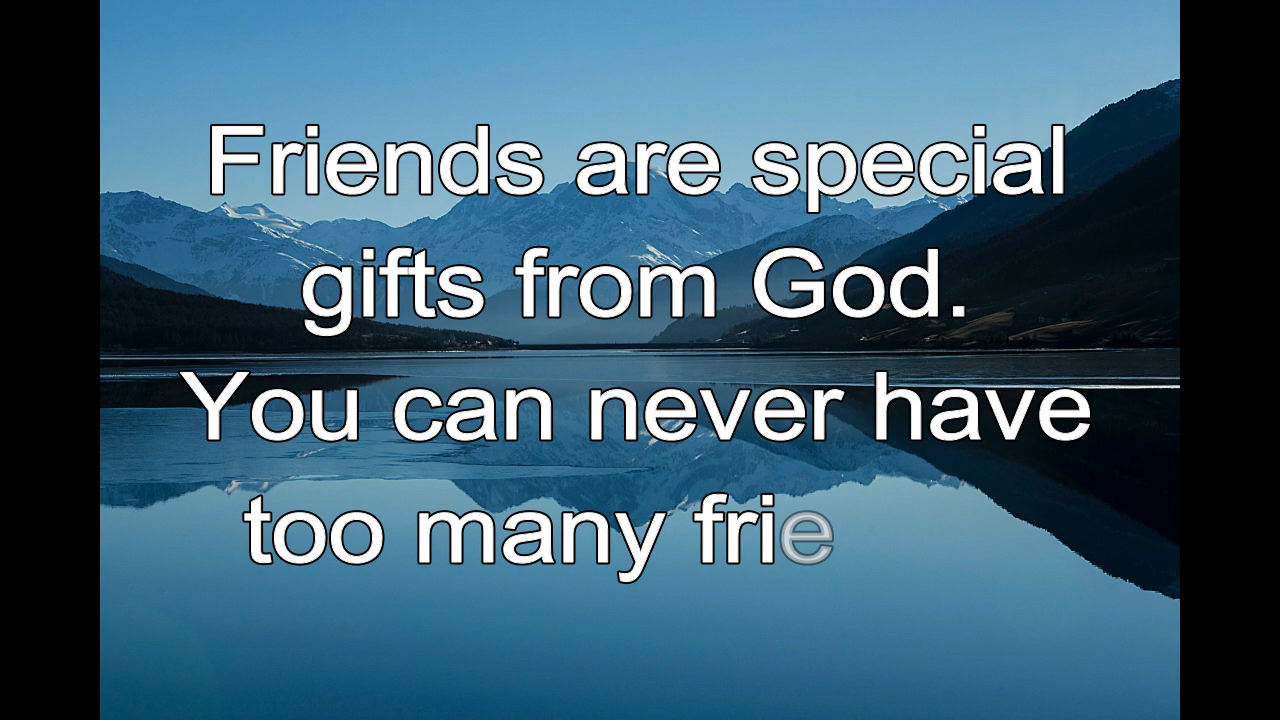 Friends are special
gifts from God.
You can never have
too many frie